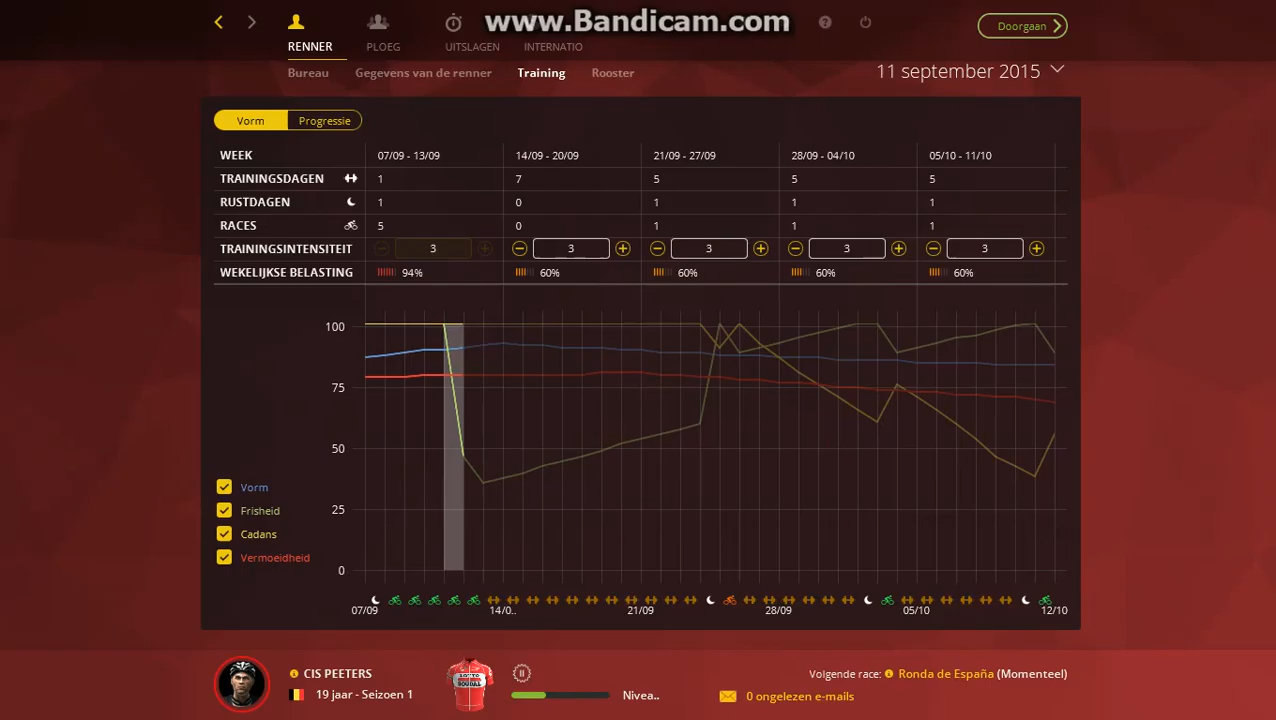 www.Bandicam.com
RENNER PLOEG UITSLAGEN INTERNATIO
Doorgaan
Bureau Gegevens van de renner Training Rooster
11 september 2015
Vorm Progressie
WEEK 07/09 - 13/09 14/09 - 20/09 21/09 - 27/09 28/09 - 04/10 05/10 - 11/10
TRAININGSDAGEN 1 7 5 5 5
RUSTDAGEN 1 0 1 1 1
RACES 5 0 1 1 1
TRAININGSINTENSITEIT 3 3 3 3 3
WEKELIJKSE BELASTING 94% 60% 60% 60% 60%
100
75
50
25
0
Vorm
Frisheid
Cadans
Vermoeidheid
07/09 14/0.. 21/09 28/09 05/10 12/10
CIS PEETERS
19 jaar - Seizoen 1
LOTTO
SOUDAL
Nivea..
Volgende race: Ronda de España (Momenteel)
0 ongelezen e-mails